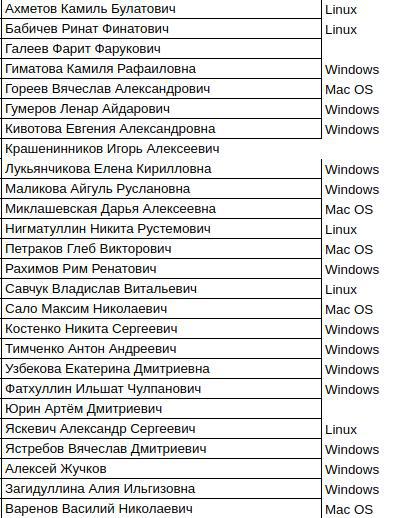 Ахметов Камиль Булатович Linux
Бабичев Ринат Финатович Linux
Галеев Фарит Фарукович
Гиматова Камиля Рафаиловна Windows
Гореев Вячеслав Александрович Mac OS
Гумеров Ленар Айдарович Windows
Кивотова Евгения Александровна Windows
Крашенинников Игорь Алексеевич
Лукьянчикова Елена Кирилловна Windows
Маликова Айгуль Руслановна Windows
Миклашевская Дарья Алексеевна Mac OS
Нигматуллин Никита Рустемович Linux
Петраков Глеб Викторович Mac OS
Рахимов Рим Ренатович Windows
Савчук Владислав Витальевич Linux
Сало Максим Николаевич Mac OS
Костенко Никита Сергеевич Windows
Тимченко Антон Андреевич Windows
Узбекова Екатерина Дмитриевна Windows
Фатхуллин Ильшат Чулпанович Windows
Юрин Артём Дмитриевич
Яскевич Александр Сергеевич Linux
Ястребов Вячеслав Дмитриевич Windows
Алексей Жучков Windows
Загидуллина Алия Ильгизовна Windows
Варенов Василий Николаевич Mac OS